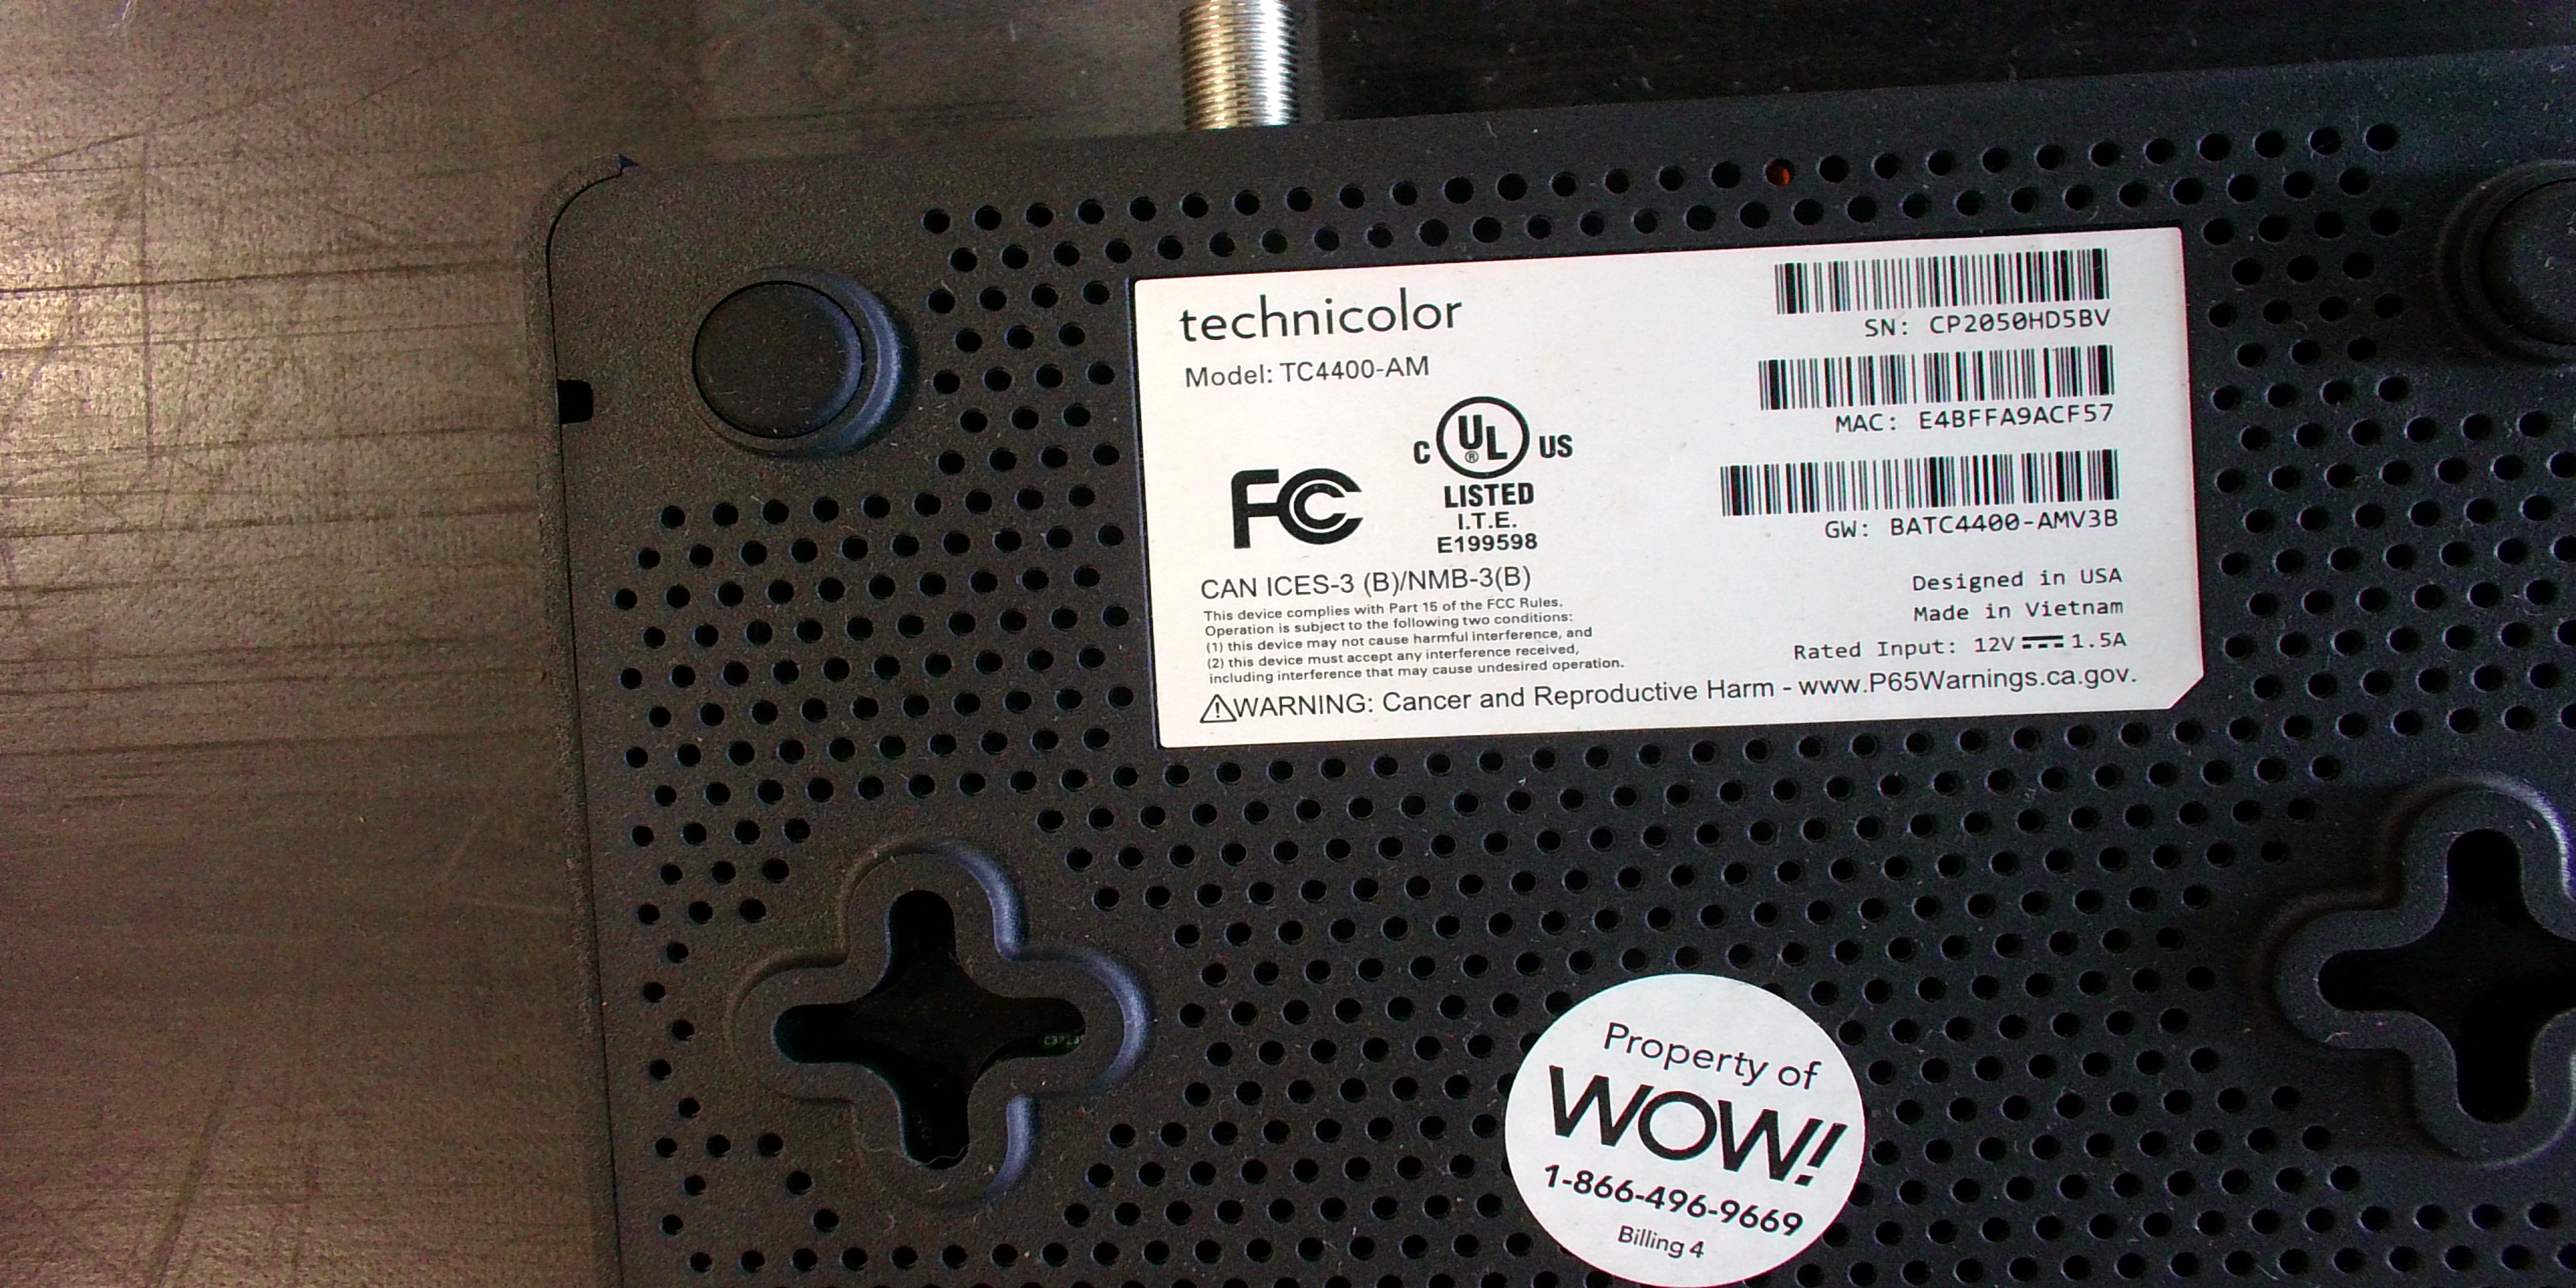 technicolor
Model: TC4400-AM
SN: CP2050HD5BV
MAC: E4BFFA9ACF57
GW: BATC4400-AMV3B
FC
C UL ® US
LISTED
I.T.E.
E199598
CAN ICES-3 (B)/NMB-3(B)
This device complies with Part 15 of the FCC Rules.
Operation is subject to the following two conditions:
(1) this device may not cause harmful interference, and
(2) this device must accept any interference received,
including interference that may cause undesired operation.
Designed in USA
Made in Vietnam
Rated Input: 12V⎓1.5A
⚠WARNING: Cancer and Reproductive Harm - www.P65Warnings.ca.gov.
Property of
WOW!
1-866-496-9669
Billing 4